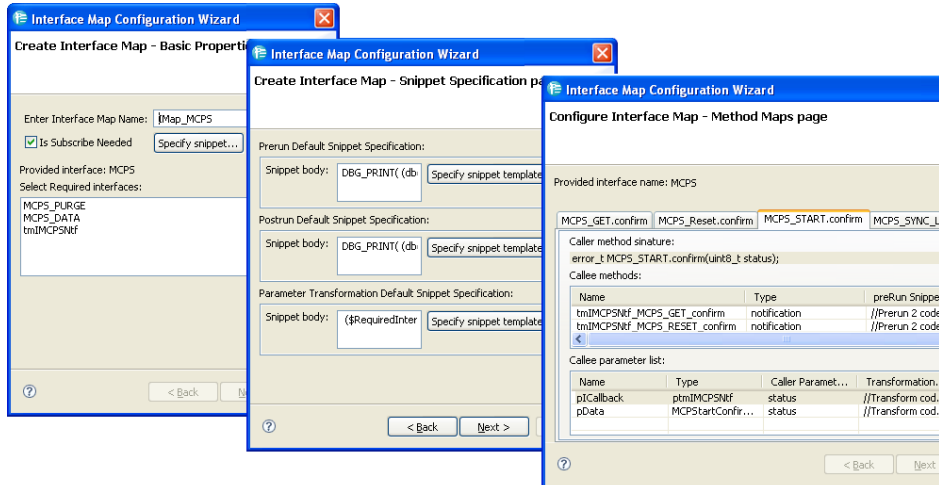 Interface Map Configuration Wizard
Create Interface Map - Basic Properti
Enter Interface Map Name: IMap_MCPS
Is Subscribe Needed Specify snippet...
Provided interface: MCPS
Select Required interfaces:
MCPS_PURGE
MCPS_DATA
tmIMCPSNtf
? < Back N
Interface Map Configuration Wizard
Create Interface Map - Snippet Specification pa
Prerun Default Snippet Specification:
Snippet body: DBG_PRINT( (db Specify snippet template
Postrun Default Snippet Specification:
Snippet body: DBG_PRINT( (db Specify snippet template
Parameter Transformation Default Snippet Specification:
Snippet body: ($RequiredInter Specify snippet template
? < Back Next >
Interface Map Configuration Wizard
Configure Interface Map - Method Maps page
Provided interface name: MCPS
MCPS_GET.confirm MCPS_Reset.confirm MCPS_START.confirm MCPS_SYNC_L
Caller method sinature:
error_t MCPS_START.confirm(uint8_t status);
Callee methods:
Name Type preRun Snippe
tmIMCPSNtf_MCPS_GET_confirm notification //Prerun 2 code
tmIMCPSNtf_MCPS_RESET_confirm notification //Prerun 2 code
Callee parameter list:
Name Type Caller Paramet... Transformation.
pICallback ptmIMCPSNtf status //Transform cod.
pData MCPStartConfir... status //Transform cod.
? < Back Next